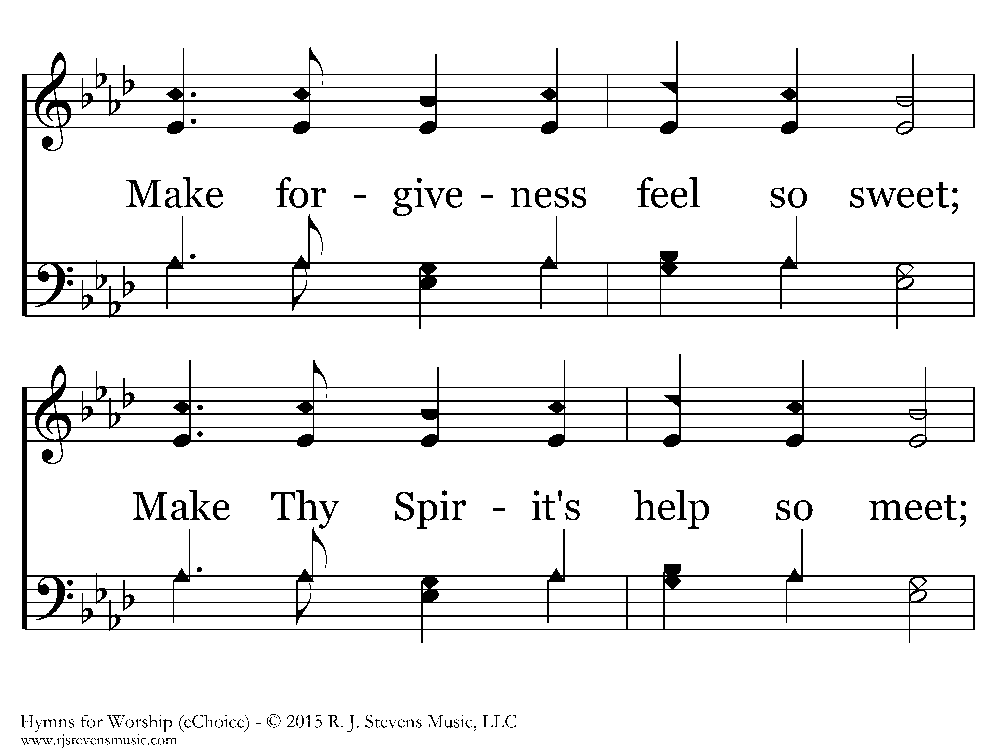 Make for - give - ness feel so sweet;
Make Thy Spir - it's help so meet;
Hymns for Worship (eChoice) - © 2015 R. J. Stevens Music, LLC
www.rjstevensmusic.com